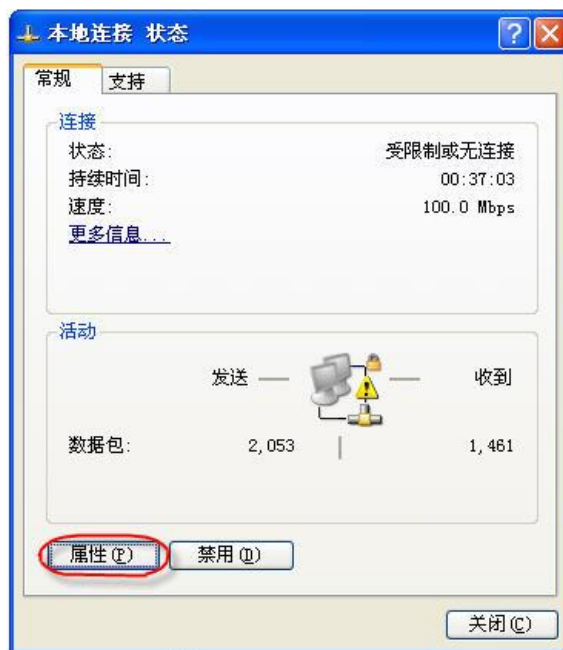 本地连接 状态
常规 支持
连接
状态: 受限制或无连接
持续时间: 00:37:03
速度: 100.0 Mbps
更多信息...
活动
发送 — — 收到
数据包: 2,053 | 1,461
属性(P) 禁用(D)
关闭(C)